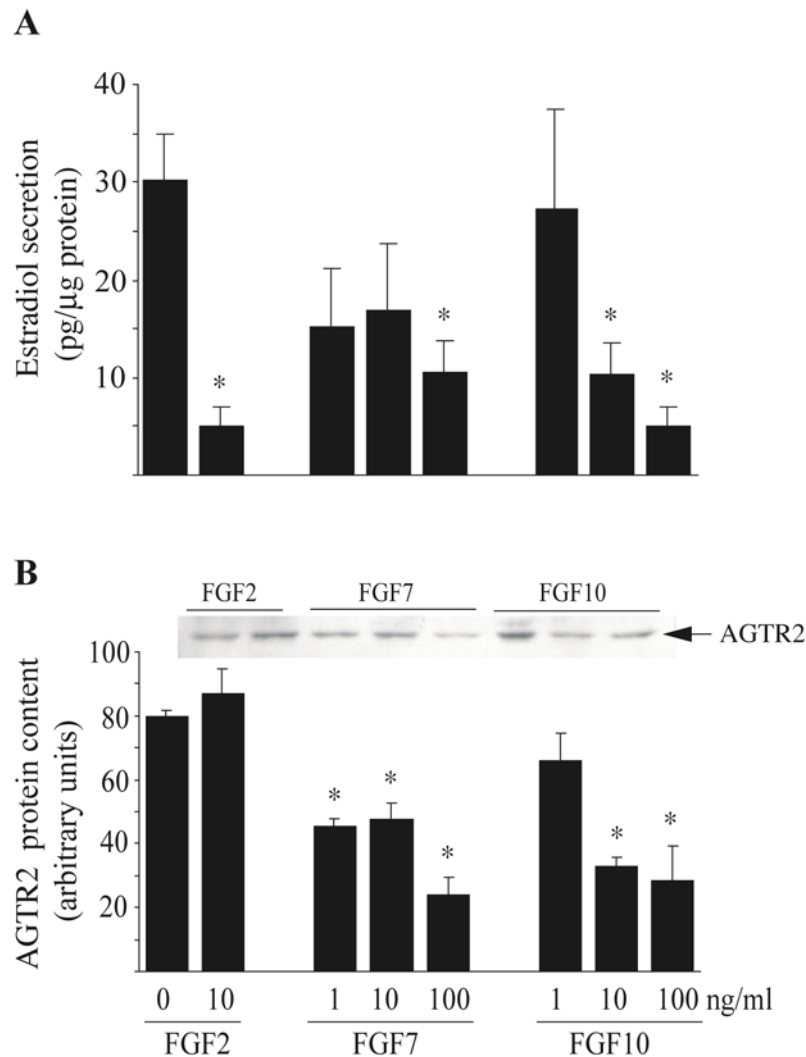 A
Estradiol secretion
(pg/µg protein)
40
30
20
10
*
*
*
*
B
FGF2 FGF7 FGF10
AGTR2
AGTR2 protein content
(arbitrary units)
100
80
60
40
20
*
*
*
*
*
0 10 1 10 100 1 10 100 ng/ml
FGF2 FGF7 FGF10